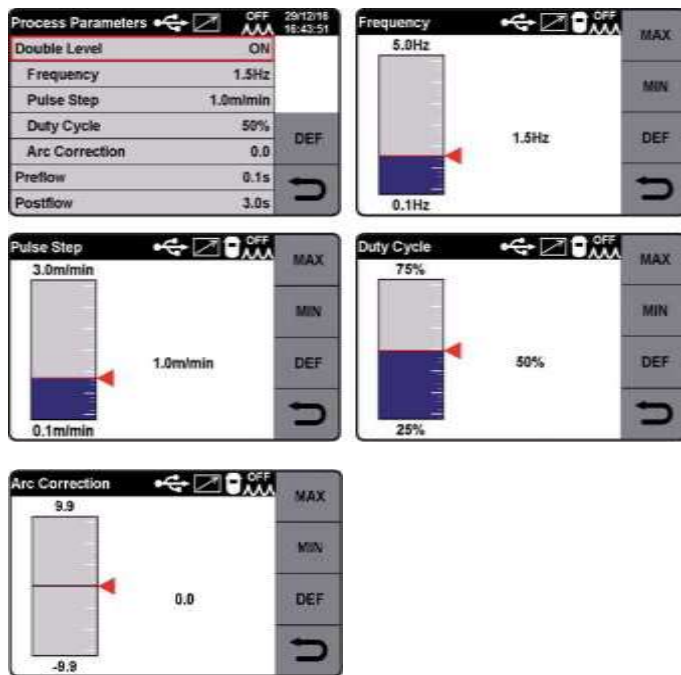 Process Parameters OFF 29/12/16 16:43:51
Double Level ON
Frequency 1.5Hz
Pulse Step 1.0m/min
Duty Cycle 50%
Arc Correction 0.0
DEF
Preflow 0.1s
Postflow 3.0s
Frequency OFF
MAX
5.0Hz
MIN
1.5Hz
DEF
0.1Hz
Pulse Step OFF
MAX
3.0m/min
MIN
1.0m/min
DEF
0.1m/min
Duty Cycle OFF
MAX
75%
MIN
50%
DEF
25%
Arc Correction OFF
MAX
9.9
MIN
0.0
DEF
-9.9